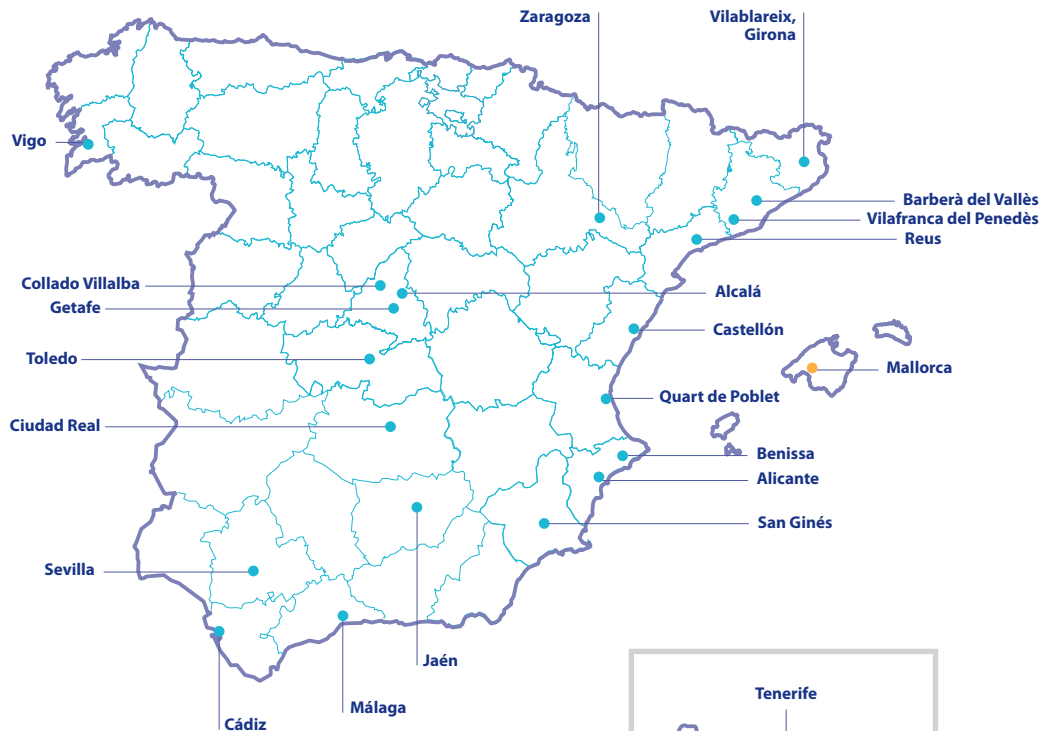 Zaragoza
Vilablareix,
Girona
Vigo
Barberà del Vallès
Vilafranca del Penedès
Reus
Collado Villalba
Alcalá
Getafe
Castellón
Toledo
Mallorca
Quart de Poblet
Ciudad Real
Benissa
Alicante
San Ginés
Sevilla
Jaén
Tenerife
Málaga
Cádiz